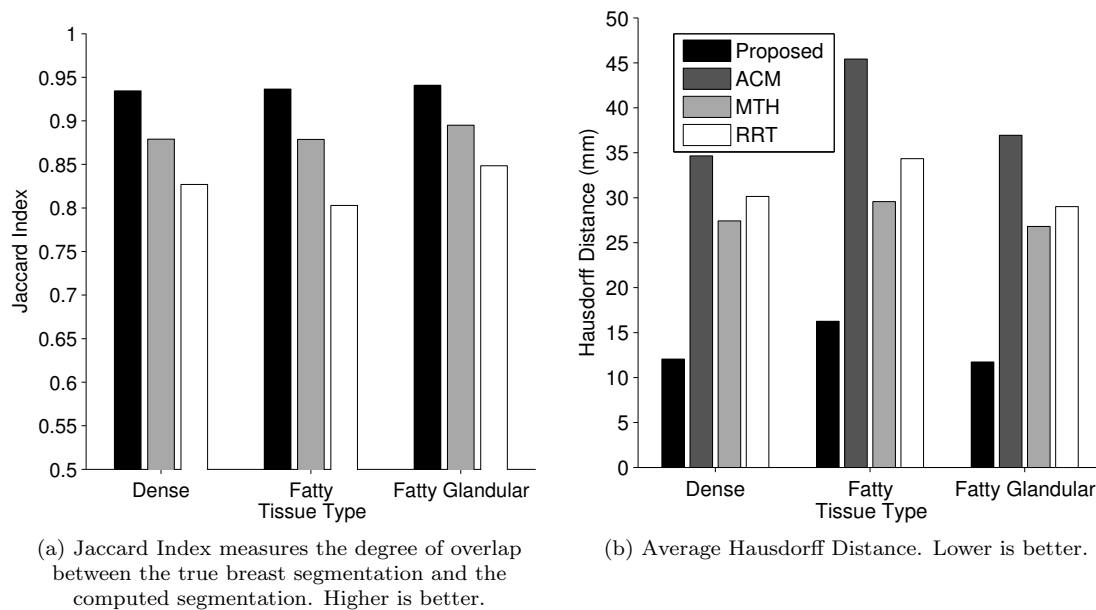 1
0.95
0.9
0.85
0.8
0.75
0.7
0.65
0.6
0.55
0.5
Jaccard Index
Dense
Fatty
Fatty Glandular
Tissue Type
(a) Jaccard Index measures the degree of overlap
between the true breast segmentation and the
computed segmentation. Higher is better.
50
45
40
35
30
25
20
15
10
5
0
Hausdorff Distance (mm)
Proposed
ACM
MTH
RRT
Dense
Fatty
Fatty Glandular
Tissue Type
(b) Average Hausdorff Distance. Lower is better.